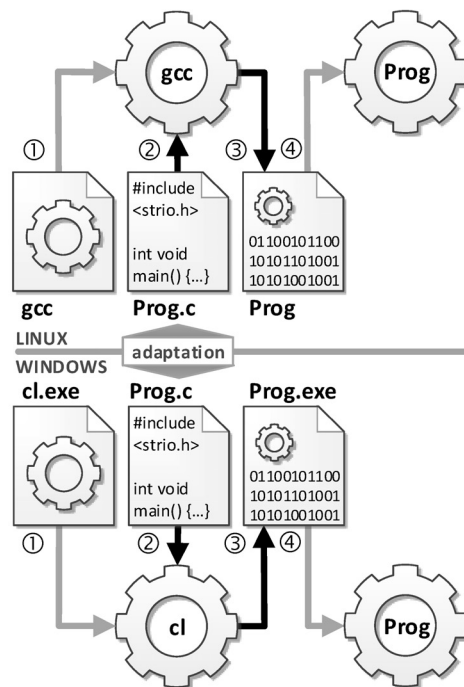 gcc
Prog
①
②
③
④
#include
<strio.h>
int void
main() {...}
01100101100
10101101001
10101001001
gcc
Prog.c
Prog
LINUX
adaptation
WINDOWS
cl.exe
Prog.c
Prog.exe
#include
<strio.h>
int void
main() {...}
01100101100
10101101001
10101001001
①
②
③
④
cl
Prog